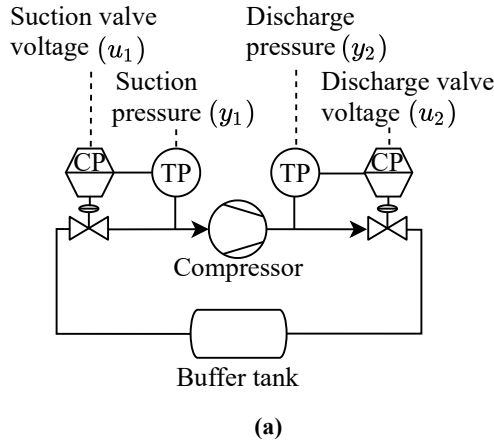 Suction valve
voltage (u₁)
Discharge
pressure (y₂)
Suction
pressure (y₁)
Discharge valve
voltage (u₂)
CP
TP
TP
CP
Compressor
Buffer tank
(a)